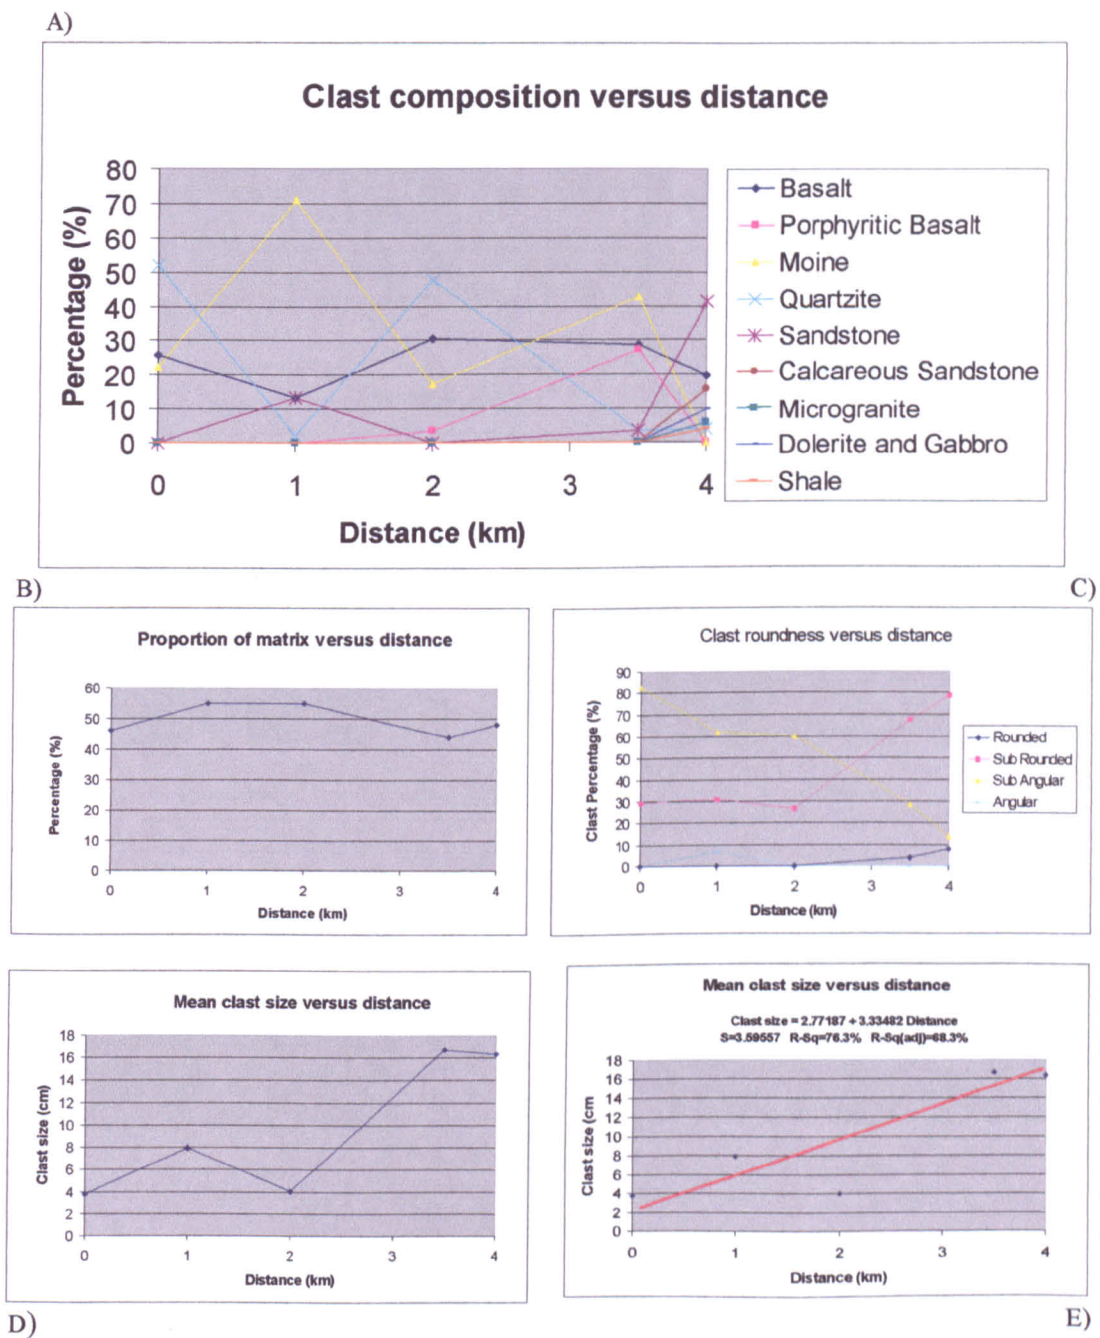 A)
Clast composition versus distance
Percentage (%)
80
70
60
50
40
30
20
10
0
0 1 2 3 4
Distance (km)
Basalt
Porphyritic Basalt
Moine
Quartzite
Sandstone
Calcareous Sandstone
Microgranite
Dolerite and Gabbro
Shale
B)
Proportion of matrix versus distance
Percentage (%)
60
50
40
30
20
10
0
0 1 2 3 4
Distance (km)
C)
Clast roundness versus distance
Clast Percentage (%)
90
80
70
60
50
40
30
20
10
0
0 1 2 3 4
Distance (km)
Rounded
Sub Rounded
Sub Angular
Angular
Mean clast size versus distance
Clast size (cm)
18
16
14
12
10
8
6
4
2
0
0 1 2 3 4
Distance (km)
D)
Mean clast size versus distance
Clast size = 2.77187 + 3.33482 Distance
S=3.59557 R-Sq=76.3% R-Sq(adj)=68.3%
Clast size (cm
18
16
14
12
10
8
6
4
2
0
0 1 2 3 4
Distance (km)
E)